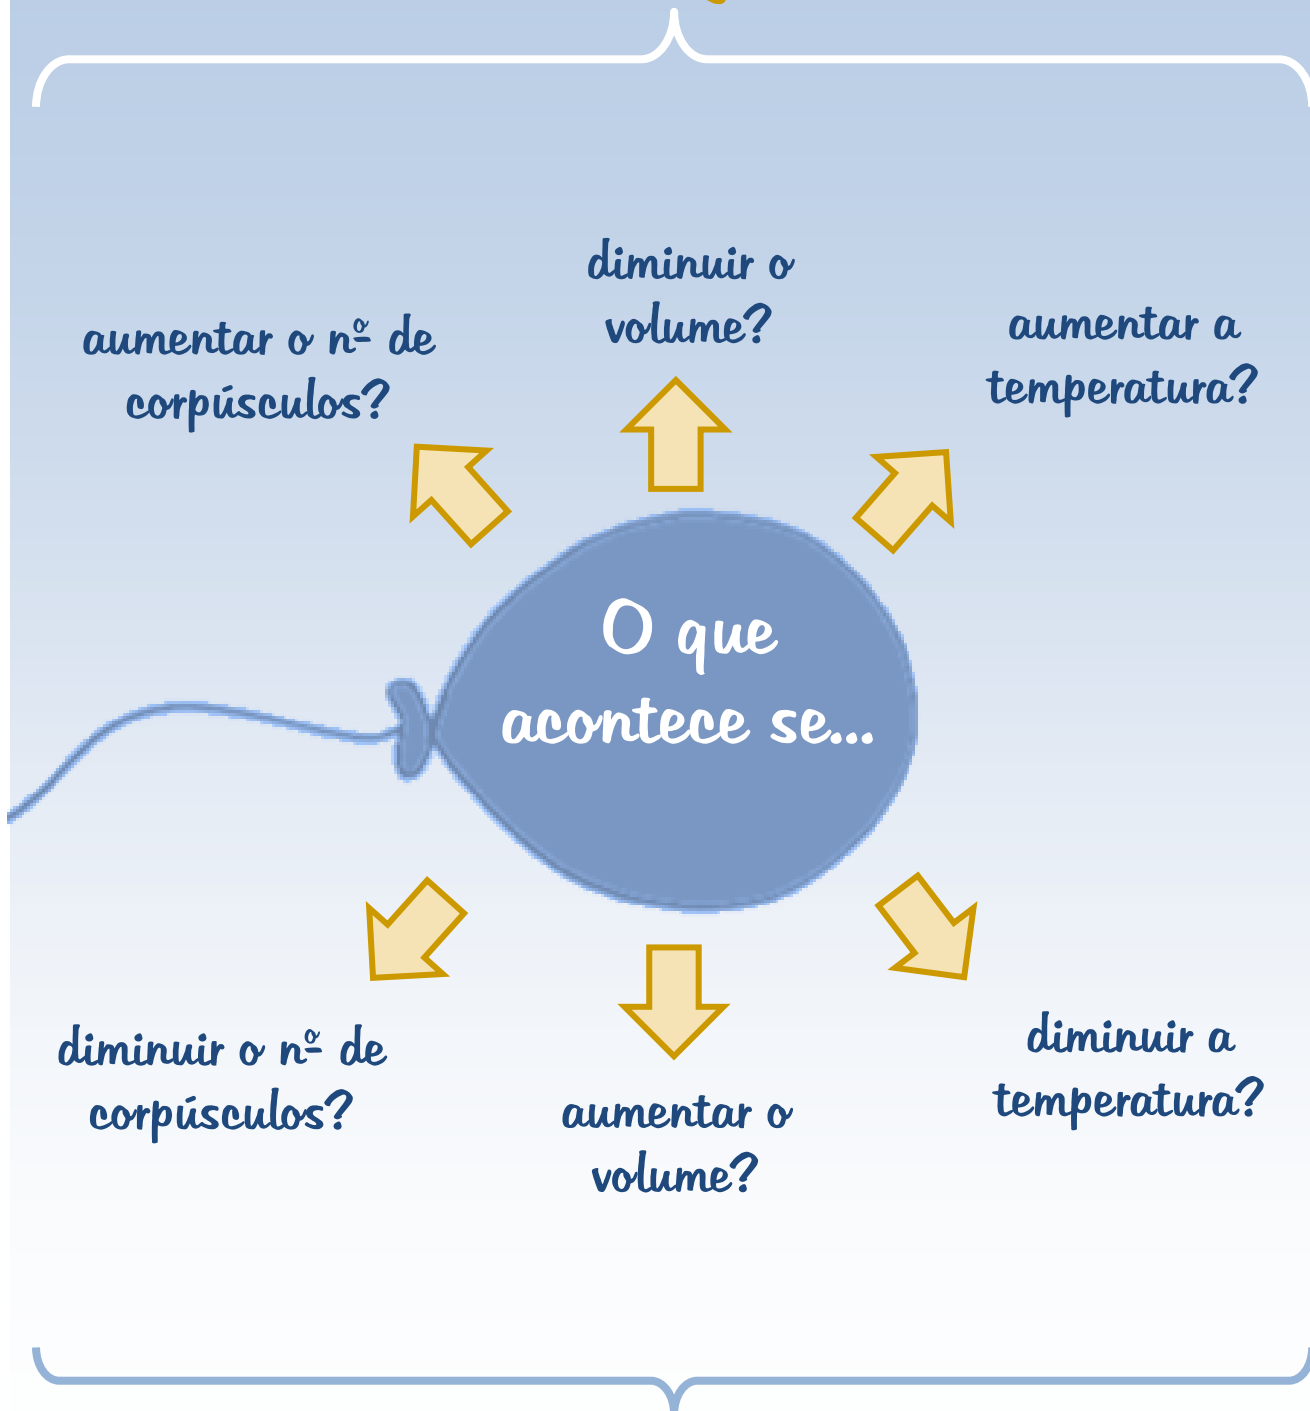 diminuir o
volume?
aumentar o nº de
corpúsculos?
aumentar a
temperatura?
O que
acontece se...
diminuir o nº de
corpúsculos?
aumentar o
volume?
diminuir a
temperatura?